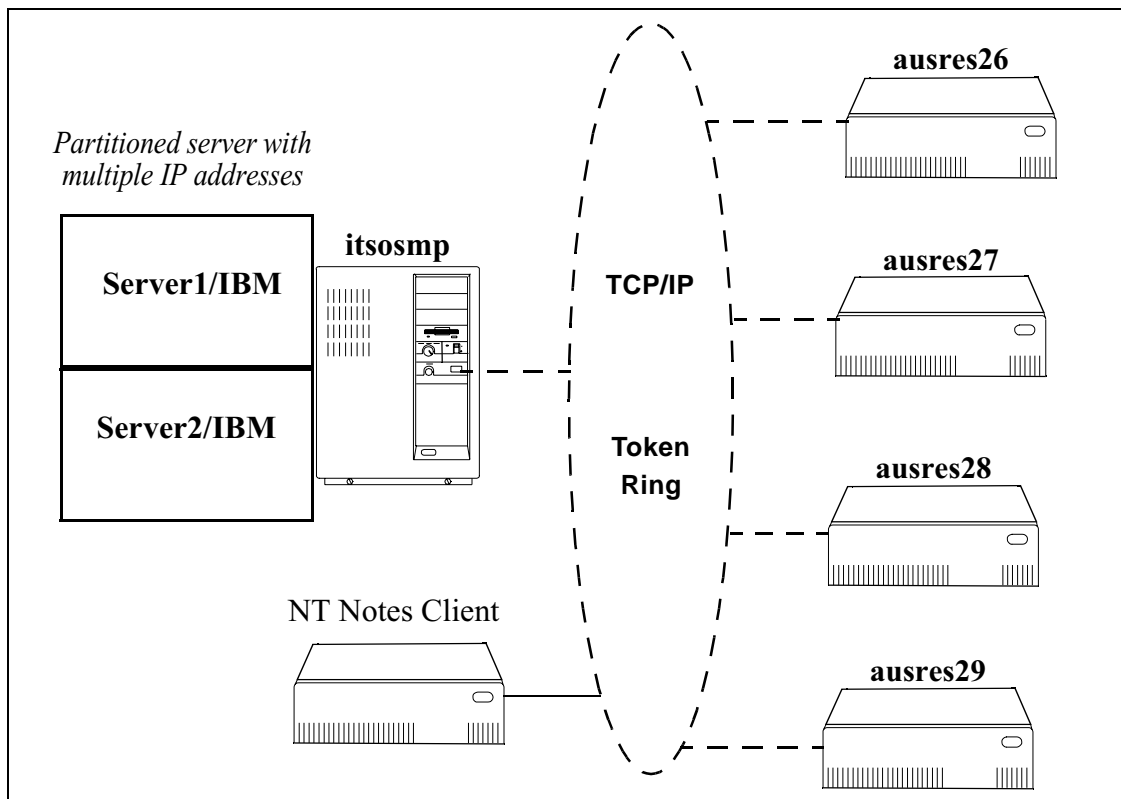 Partitioned server with
multiple IP addresses
Server1/IBM
Server2/IBM
itsosmp
NT Notes Client
TCP/IP
Token
Ring
ausres26
ausres27
ausres28
ausres29